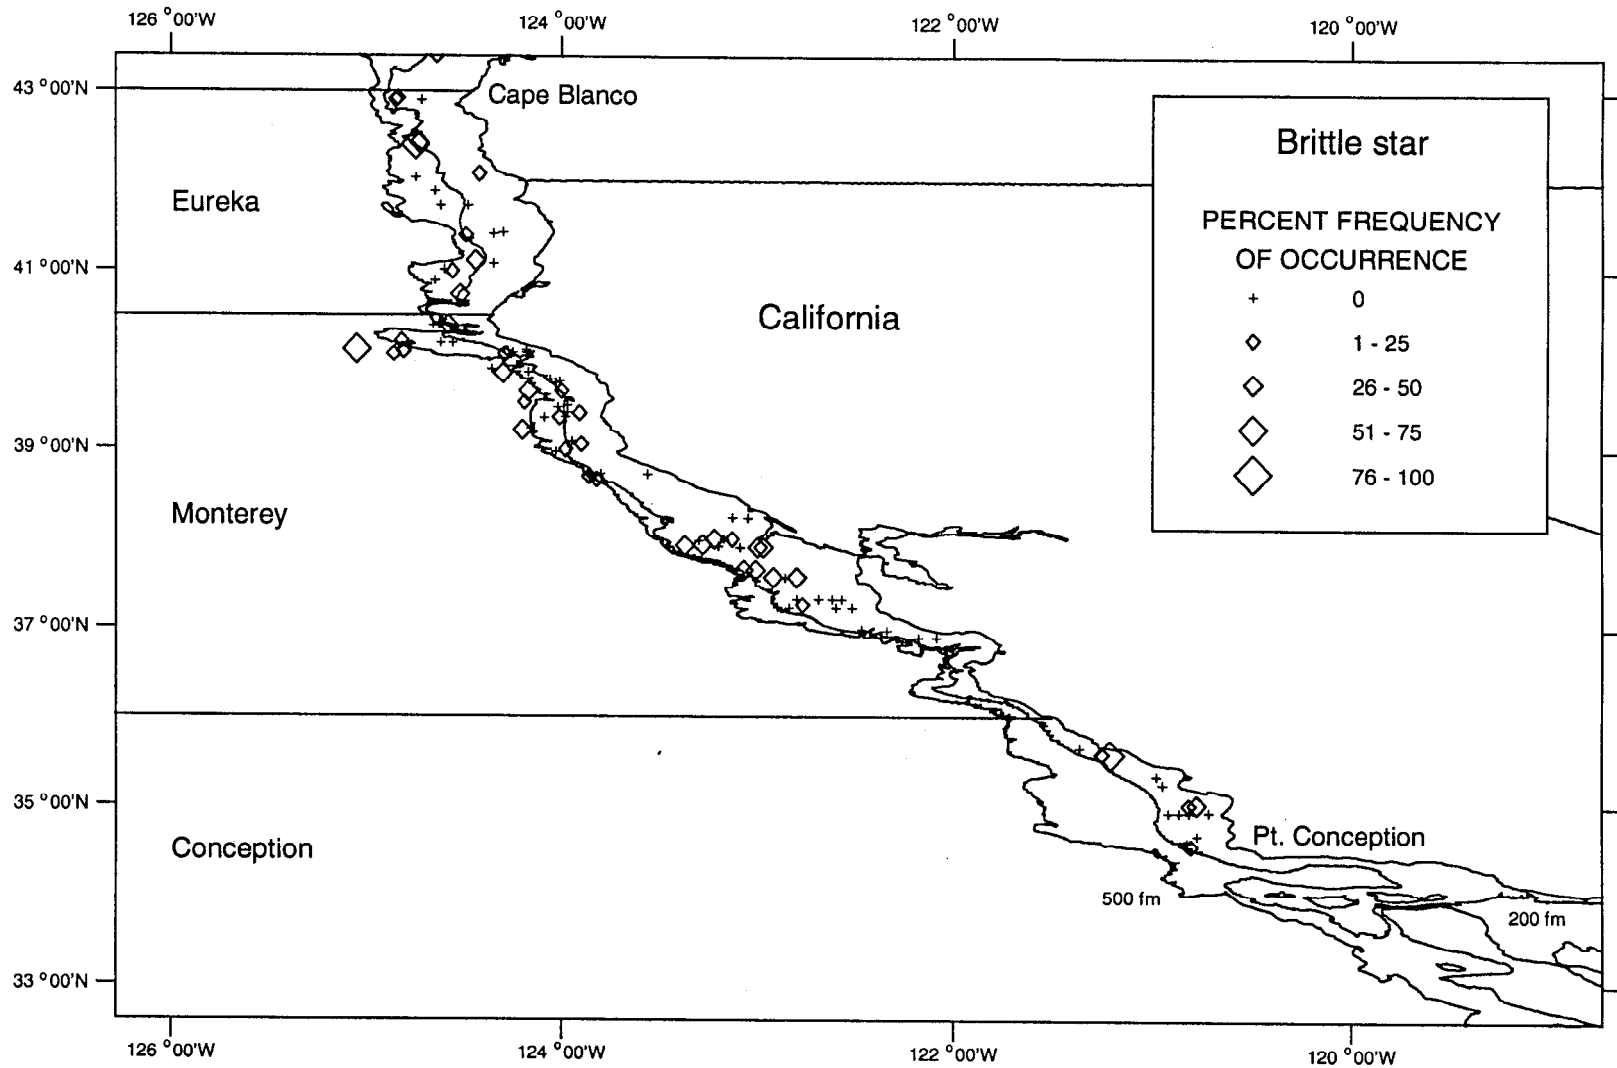 126 °00'W
124 °00'W
122 °00'W
120 °00'W
43 °00'N
Cape Blanco
Brittle star
Eureka
PERCENT FREQUENCY
OF OCCURRENCE
41 °00'N
0
California
1 - 25
26 - 50
51 - 75
39 °00'N
76 - 100
Monterey
37 °00'N
35 °00'N
Pt. Conception
Conception
500 fm
200 fm
33 °00'N
126 °00'W
124 °00'W
122 °00'W
120 °00'W